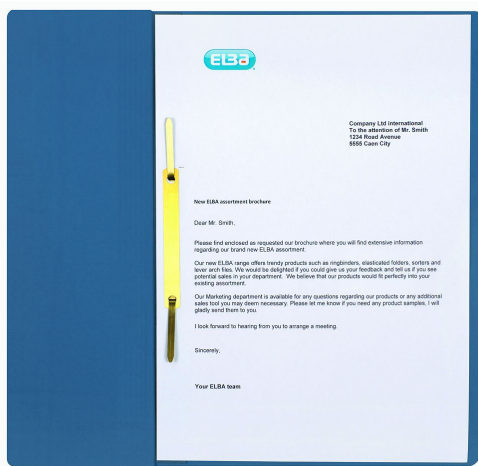 ELBA
Company Ltd international
To the attention of Mr. Smith
1234 Road Avenue
5555 Caen City
New ELBA assortment brochure
Dear Mr. Smith,
Please find enclosed as requested our brochure where you will find extensive information
regarding our brand new ELBA assortment.
Our new ELBA range offers trendy products such as ringbinders, elasticated folders, sorters and
lever arch files. We would be delighted if you could give us your feedback and tell us if you see
potential sales in your department. We believe that our products would fit perfectly into your
existing assortment.
Our Marketing department is available for any questions regarding our products or any additional
sales tool you may deem necessary. Please let me know if you need any product samples, I will
gladly send them to you.
I look forward to hearing from you to arrange a meeting.
Sincerely,
Your ELBA team